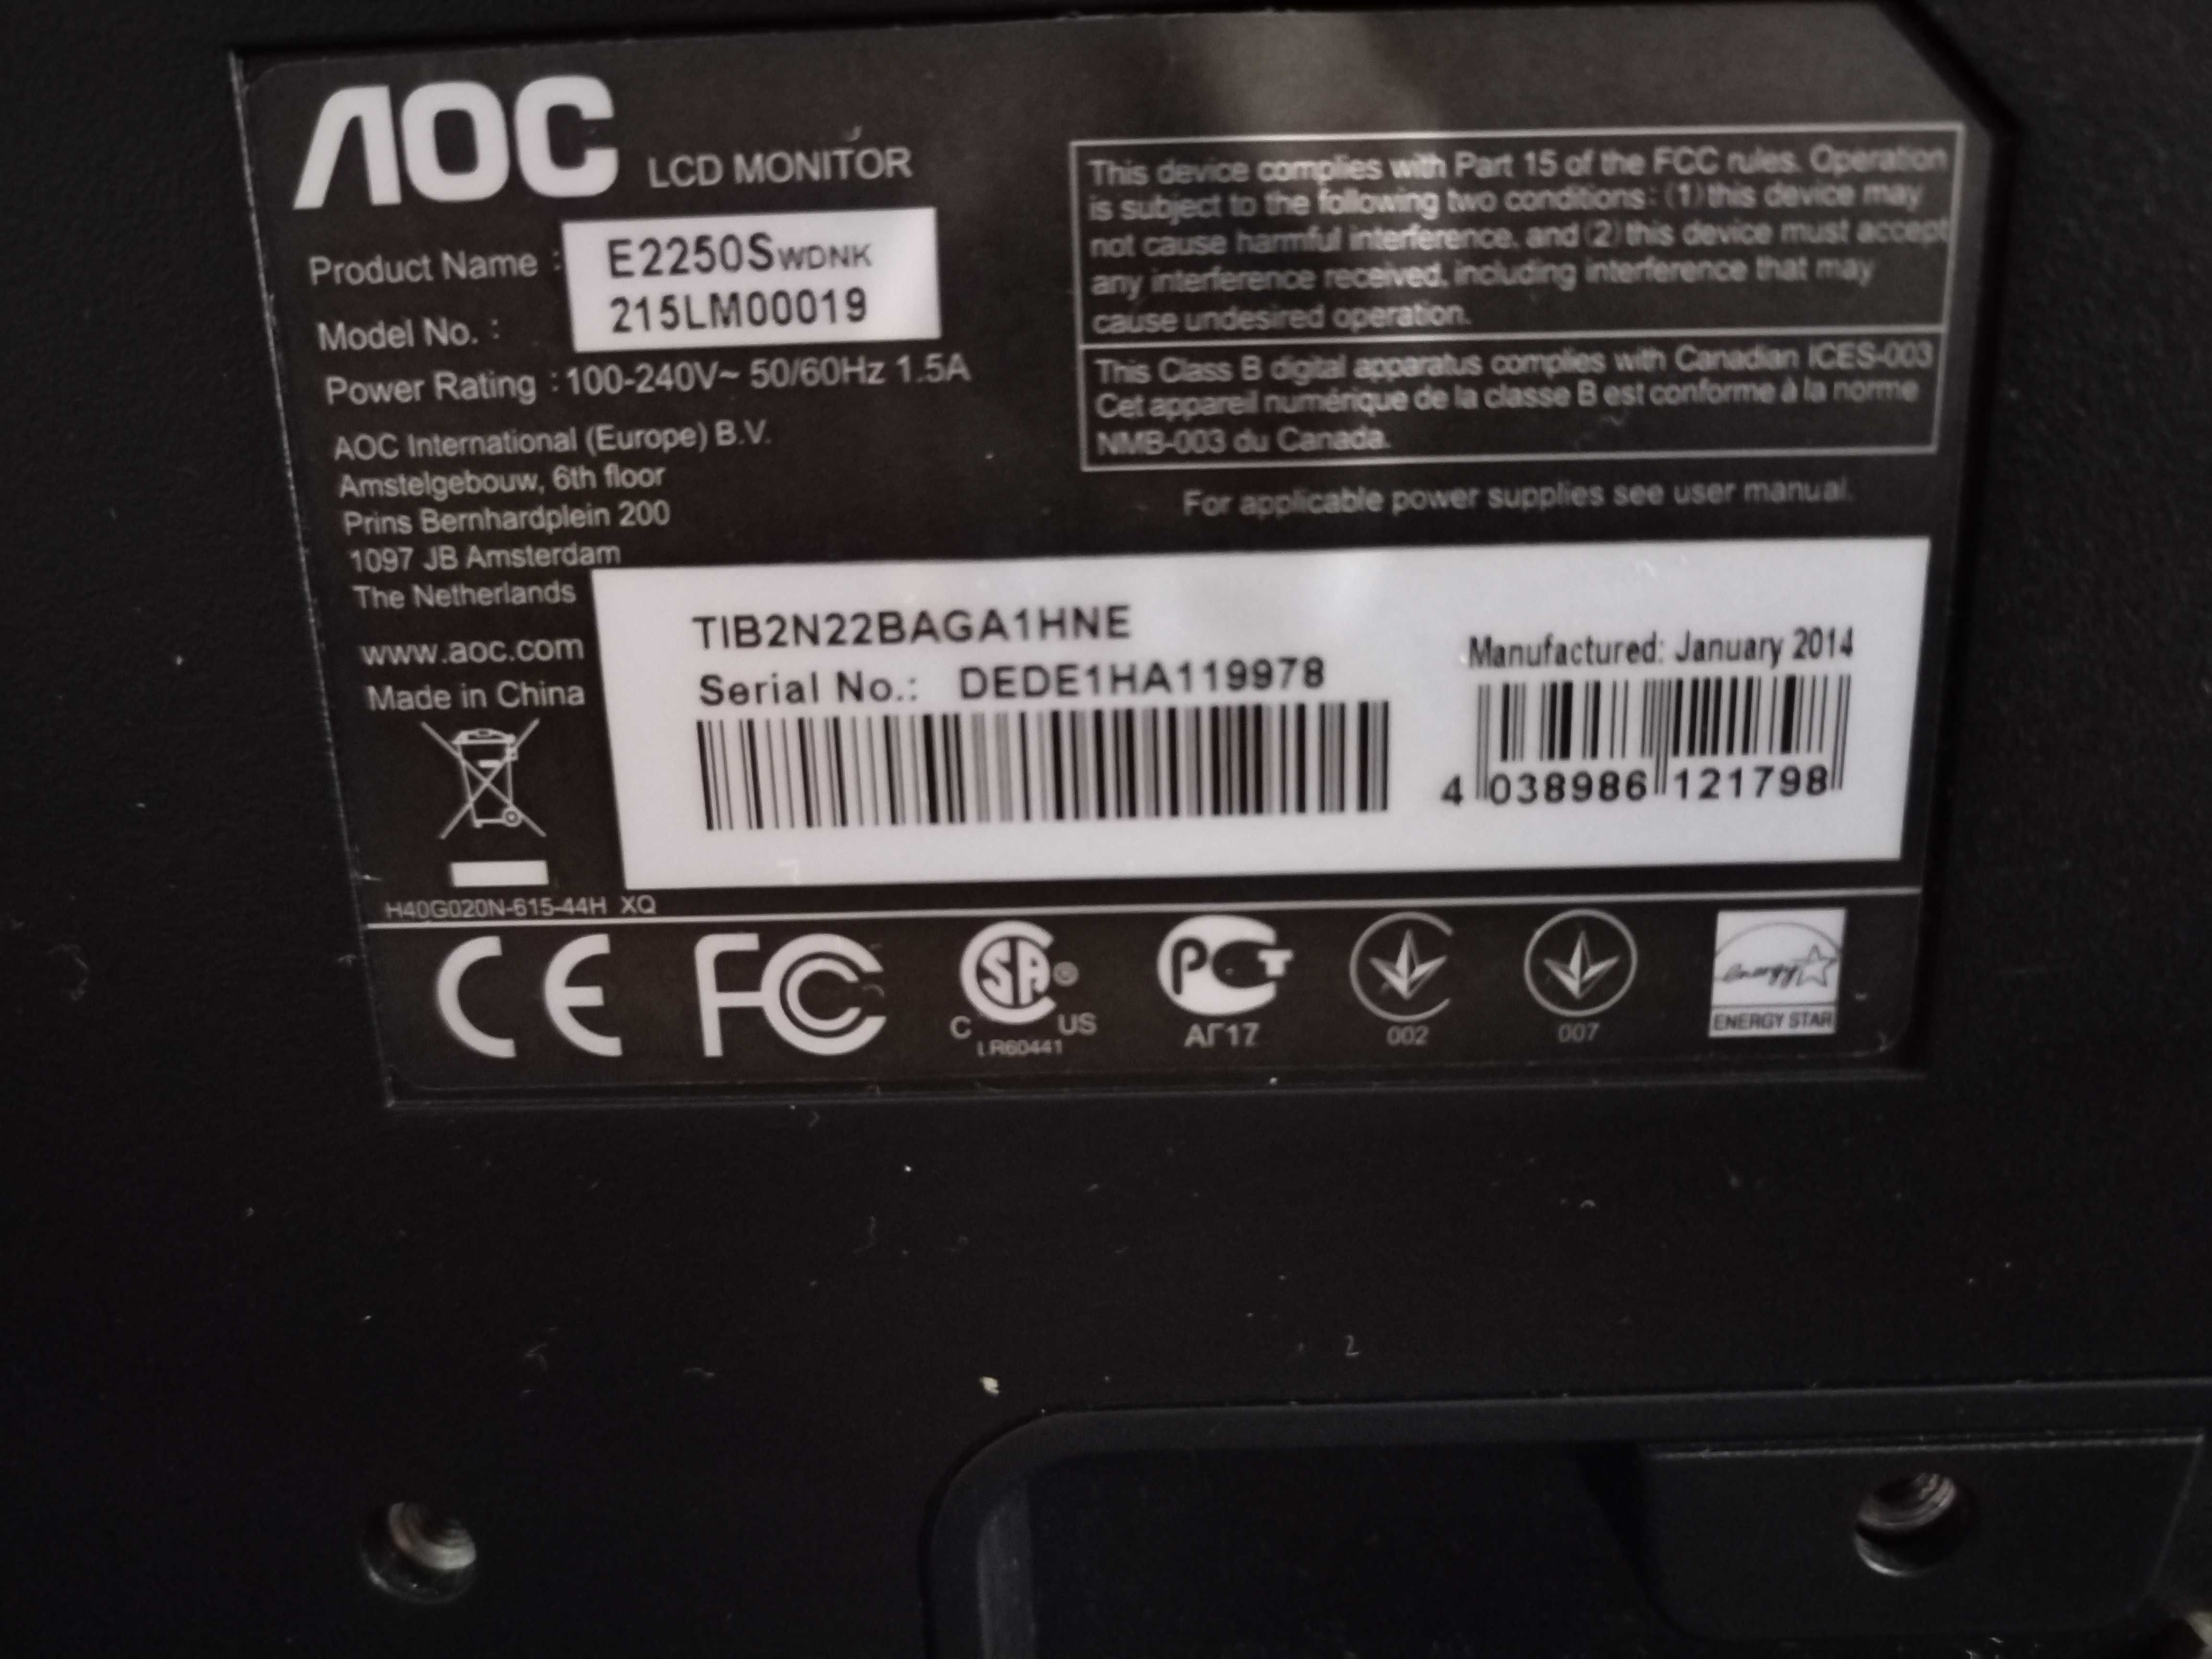 AOC LCD MONITOR
Product Name : E2250SWDNK
Model No. : 215LM00019
Power Rating : 100-240V~ 50/60Hz 1.5A
AOC International (Europe) B.V.
Amstelgebouw, 6th floor
Prins Bernhardplein 200
1097 JB Amsterdam
The Netherlands
www.aoc.com
Made in China
This device complies with Part 15 of the FCC rules. Operation
is subject to the following two conditions: (1) this device may
not cause harmful interference, and (2) this device must accept
any interference received, including interference that may
cause undesired operation.
This Class B digital apparatus complies with Canadian ICES-003
Cet appareil numérique de la classe B est conforme à la norme
NMB-003 du Canada.
For applicable power supplies see user manual.
TIB2N22BAGA1HNE
Serial No.: DEDE1HA119978
Manufactured: January 2014
4 038986 121798
H40G020N-615-44H XQ
CE FC SA® PCT
C US
LR60441
АГ17
002
007
energy
ENERGY STAR